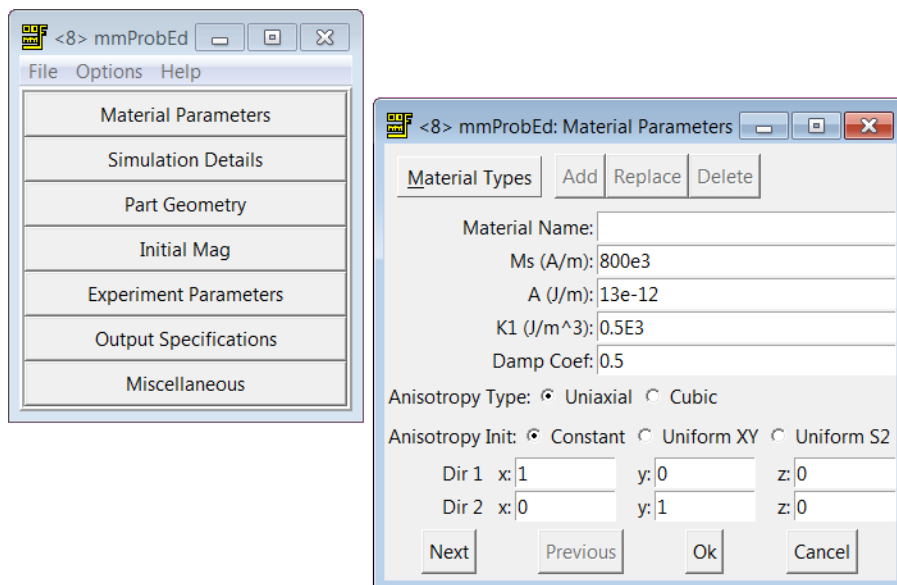 <8> mmProbEd
File Options Help
Material Parameters
Simulation Details
Part Geometry
Initial Mag
Experiment Parameters
Output Specifications
Miscellaneous
<8> mmProbEd: Material Parameters
Material Types Add Replace Delete
Material Name:
Ms (A/m): 800e3
A (J/m): 13e-12
K1 (J/m^3): 0.5E3
Damp Coef: 0.5
Anisotropy Type: Uniaxial Cubic
Anisotropy Init: Constant Uniform XY Uniform S2
Dir 1 x: 1 y: 0 z: 0
Dir 2 x: 0 y: 1 z: 0
Next Previous Ok Cancel